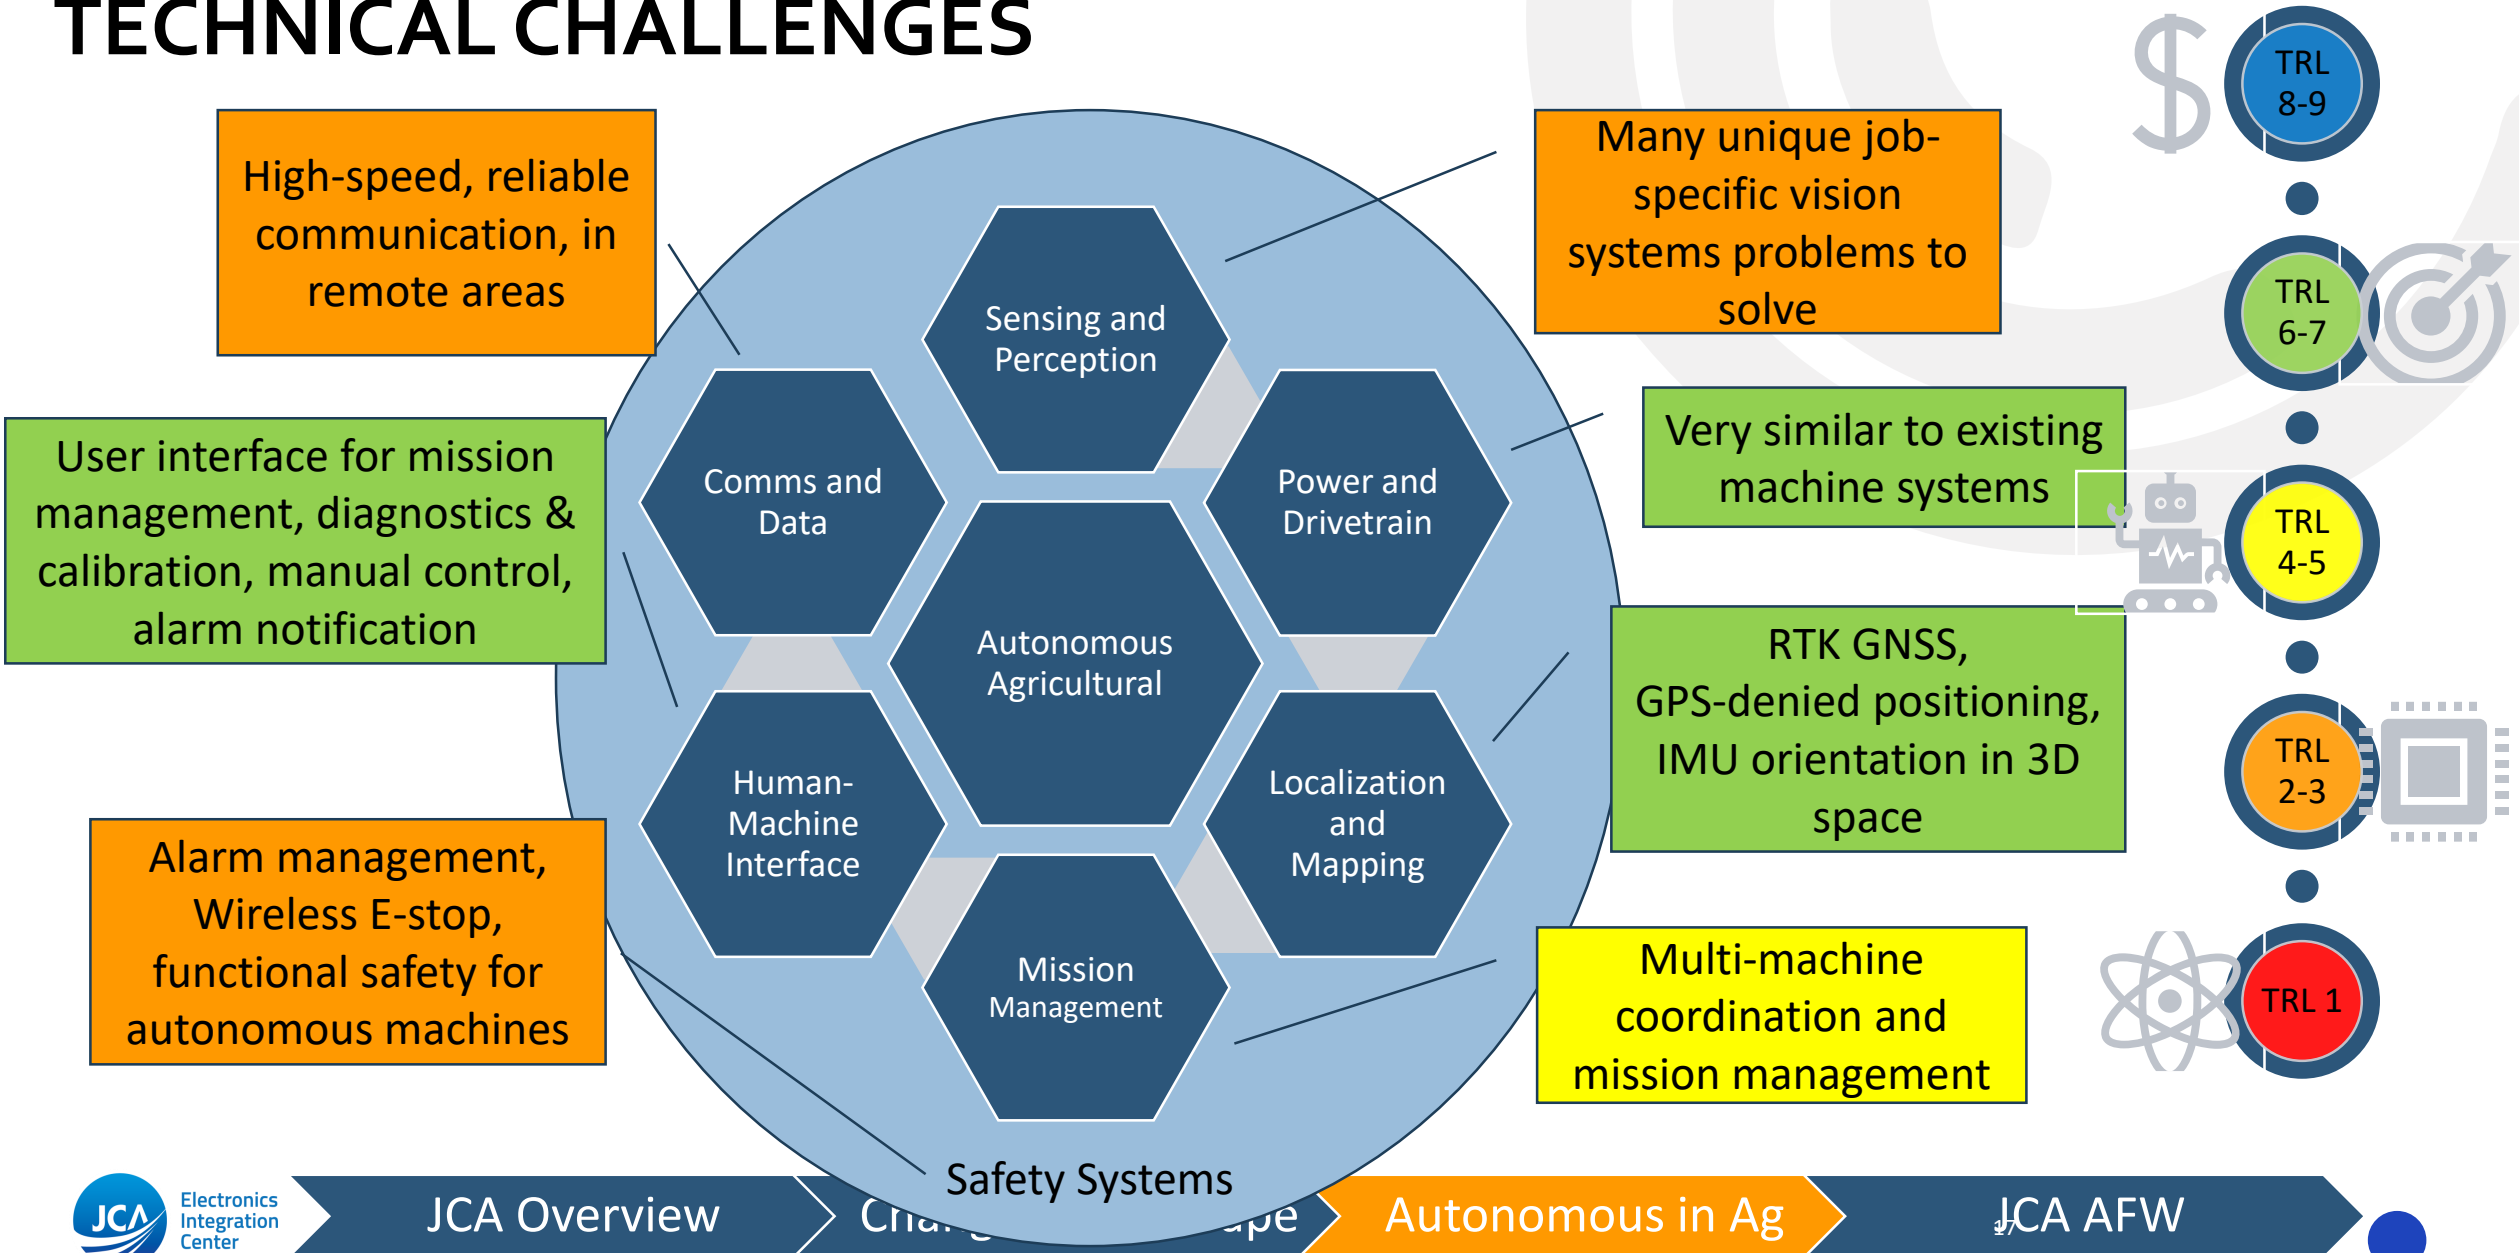 TECHNICAL CHALLENGES
High-speed, reliable
communication, in
remote areas
User interface for mission
management, diagnostics &
calibration, manual control,
alarm notification
Alarm management,
Wireless E-stop,
functional safety for
autonomous machines
Sensing and
Perception
Comms and
Data
Power and
Drivetrain
Autonomous
Agricultural
Human-
Machine
Interface
Localization
and
Mapping
Mission
Management
Safety Systems
Many unique job-
specific vision
systems problems to
solve
Very similar to existing
machine systems
RTK GNSS,
GPS-denied positioning,
IMU orientation in 3D
space
Multi-machine
coordination and
mission management
TRL
8-9
TRL
6-7
TRL
4-5
TRL
2-3
TRL 1
JCA
Electronics
Integration
Center
JCA Overview
Autonomous in Ag
JCA AFW
17